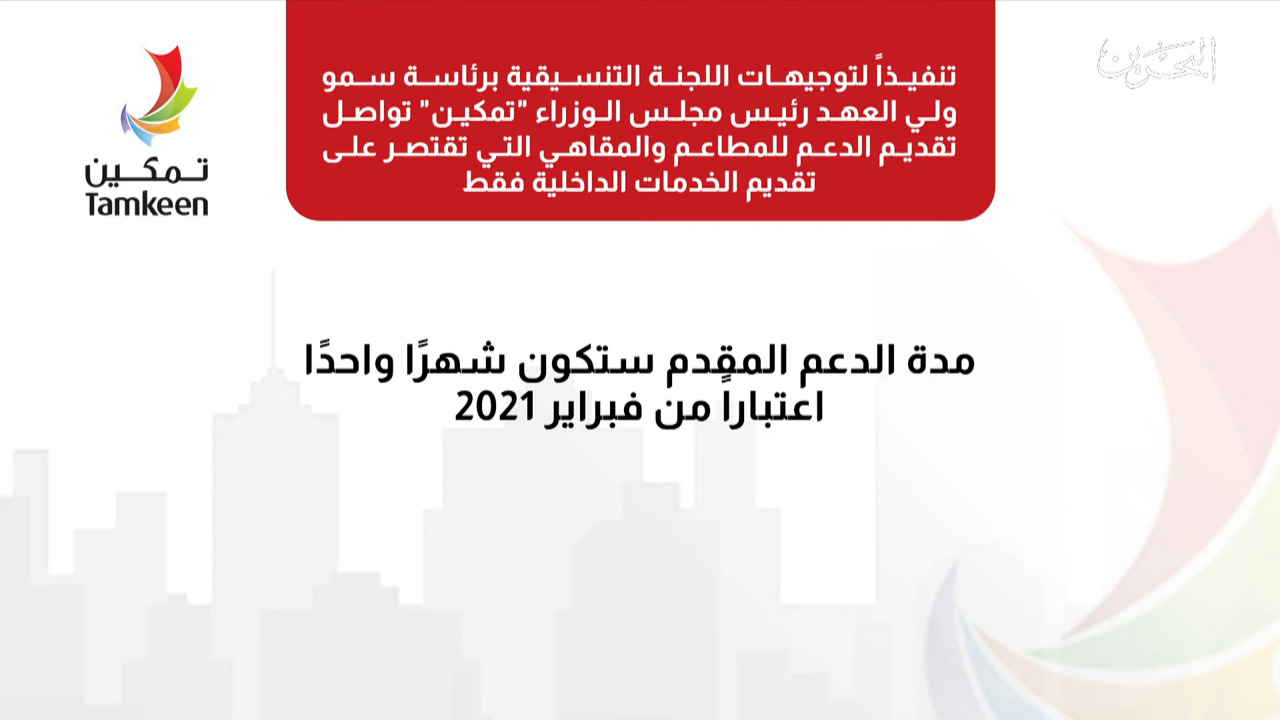 تنفيذاً لتوجيهات اللجنة التنسيقية برئاسة سمو
ولي العهد رئيس مجلس الوزراء "تمكين" تواصل
تقديم الدعم للمطاعم والمقاهي التي تقتصر على
تقديم الخدمات الداخلية فقط
البحرين
تمكين
Tamkeen
مدة الدعم المقدم ستكون شهرًا واحدًا
اعتباراً من فبراير 2021